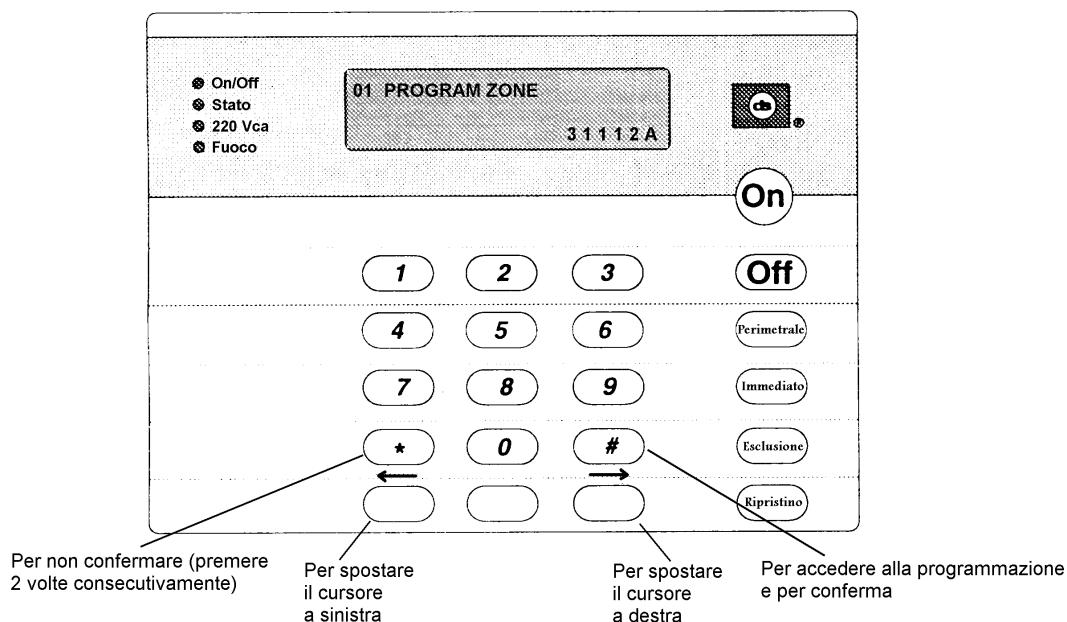 On/Off
Stato
220 Vca
Fuoco
01 PROGRAM ZONE
3 1 1 1 2 A
®
On
1 2 3 Off
4 5 6 Perimetrale
7 8 9 Immediato
* 0 # Esclusione
← →
Ripristino
Per non confermare (premere
2 volte consecutivamente)
Per spostare
il cursore
a sinistra
Per spostare
il cursore
a destra
Per accedere alla programmazione
e per conferma